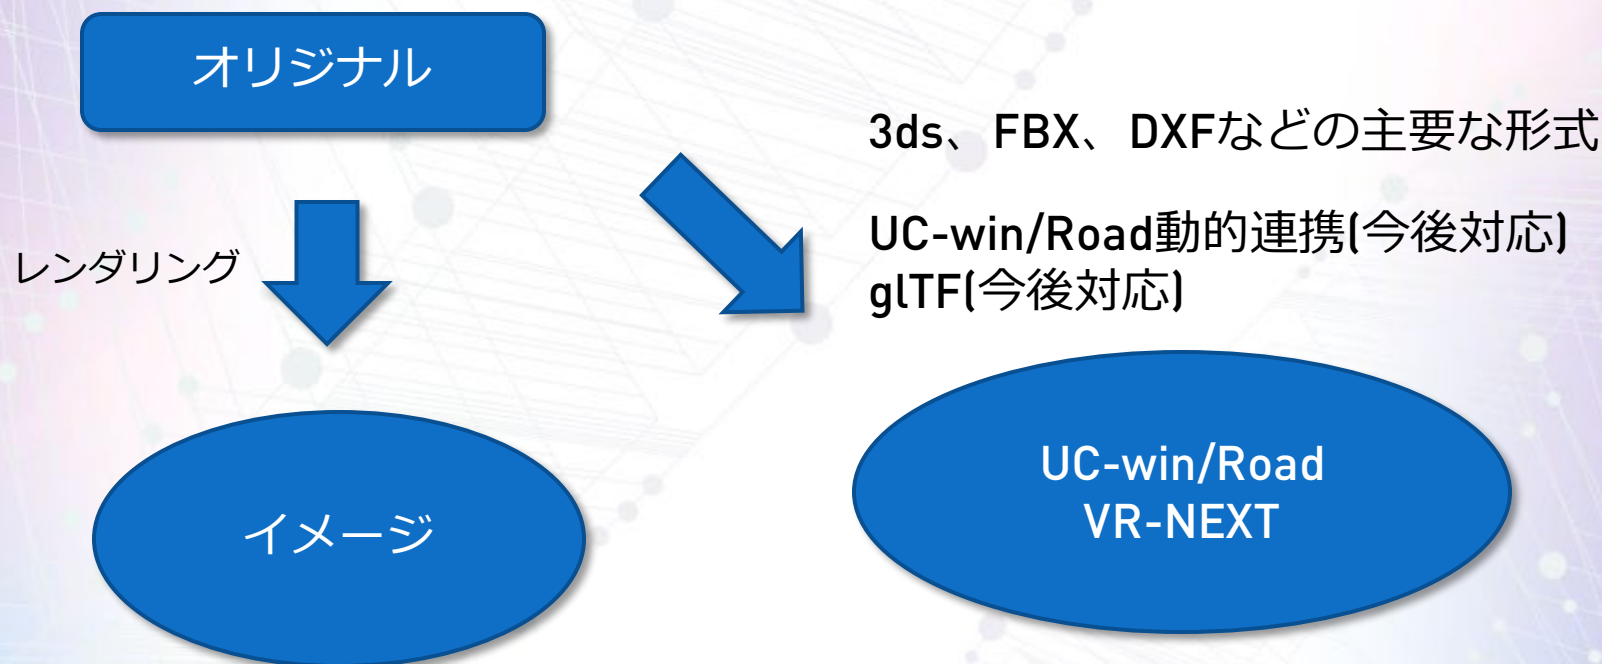 オリジナル
3ds、FBX、DXFなどの主要な形式
UC-win/Road動的連携(今後対応)
glTF(今後対応)
レンダリング
イメージ
UC-win/Road
VR-NEXT